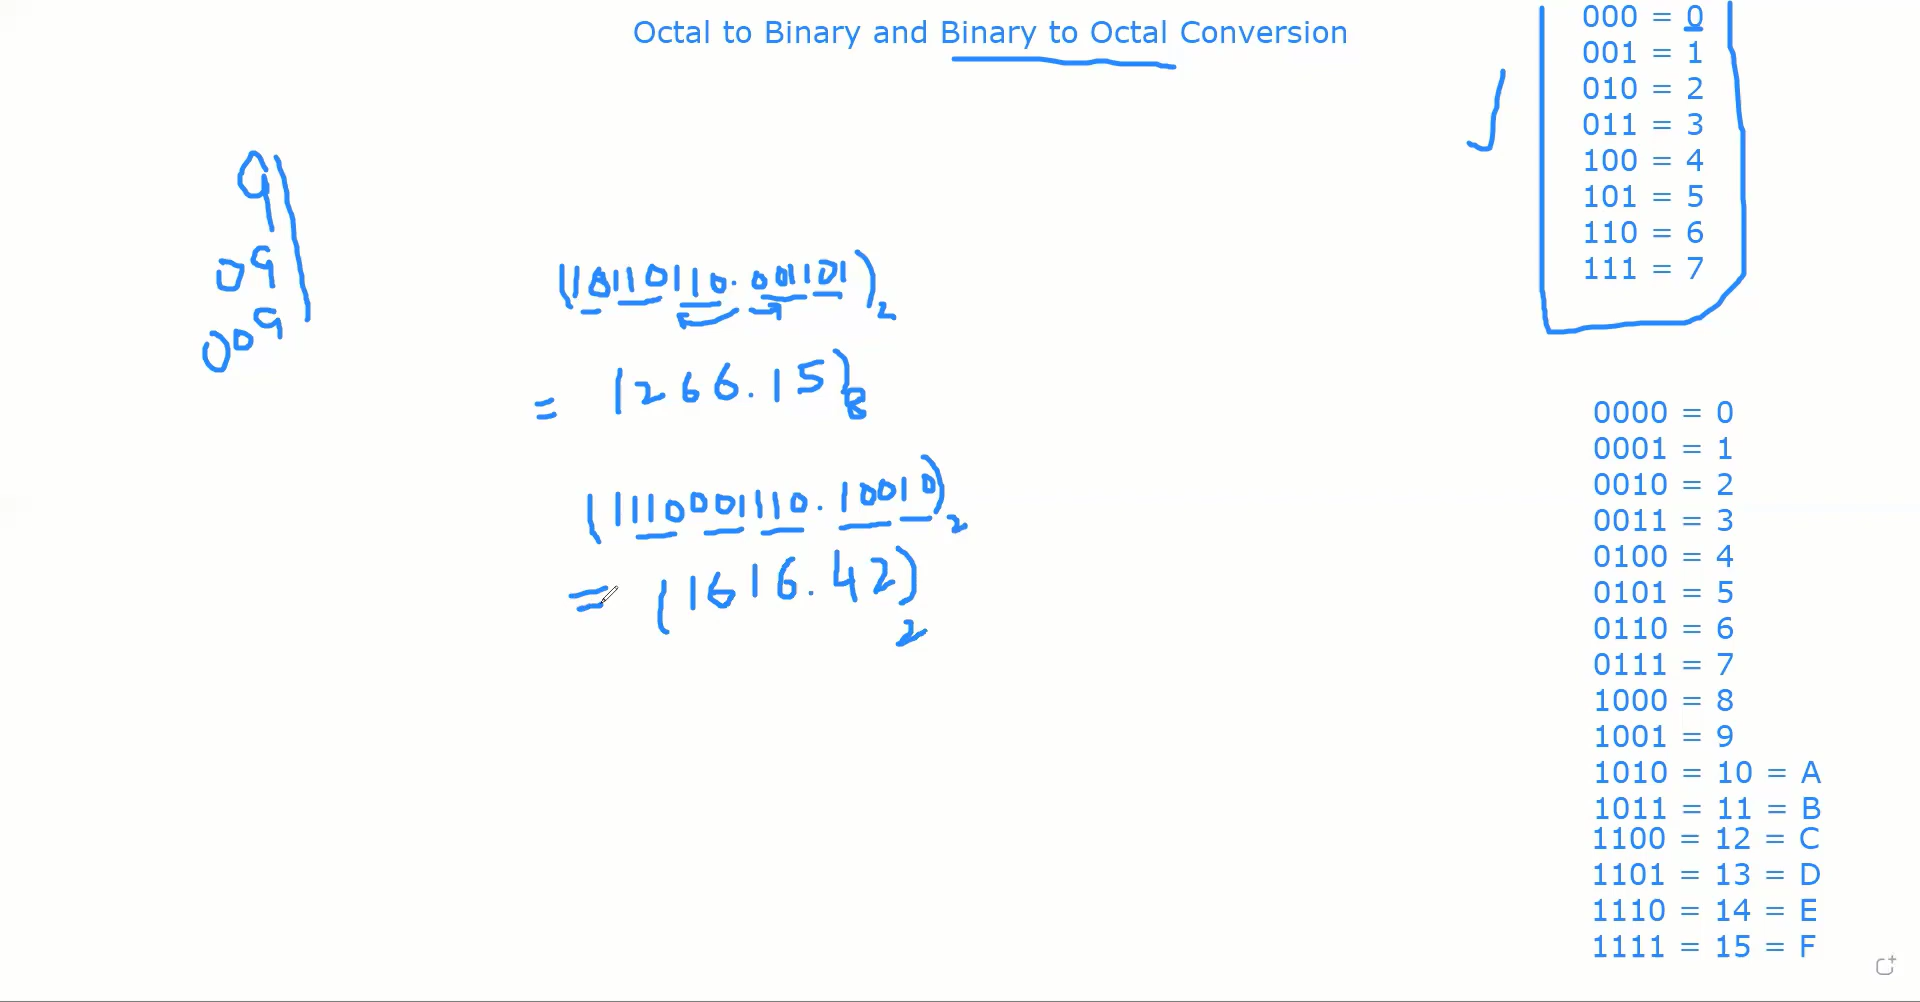 Octal to Binary and Binary to Octal Conversion
000 = 0
001 = 1
010 = 2
011 = 3
100 = 4
101 = 5
110 = 6
111 = 7
9
09
009
(10110110.001101)2
= 1266.15)8
(1110001110.10010)2
= (1616.42)2
0000 = 0
0001 = 1
0010 = 2
0011 = 3
0100 = 4
0101 = 5
0110 = 6
0111 = 7
1000 = 8
1001 = 9
1010 = 10 = A
1011 = 11 = B
1100 = 12 = C
1101 = 13 = D
1110 = 14 = E
1111 = 15 = F